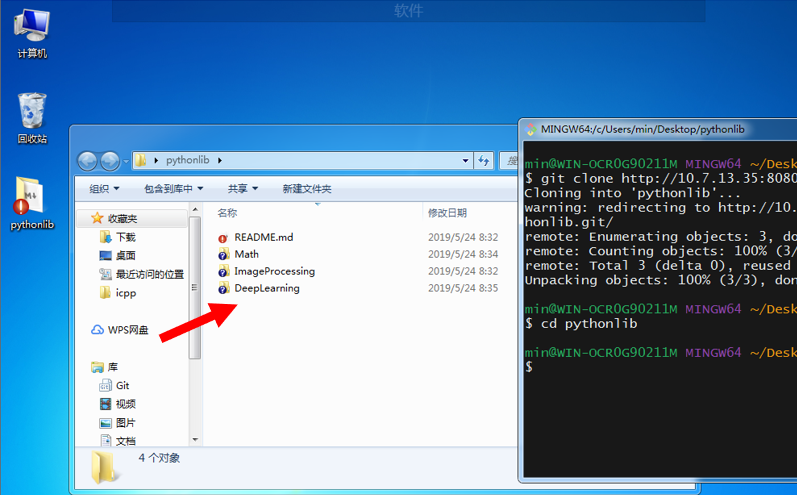 软件
计算机
回收站
pythonlib
pythonlib
组织
包含到库中
共享
新建文件夹
收藏夹
下载
桌面
最近访问的位置
icpp
WPS网盘
库
Git
视频
图片
文档
名称
修改日期
README.md
2019/5/24 8:32
Math
2019/5/24 8:34
ImageProcessing
2019/5/24 8:32
DeepLearning
2019/5/24 8:35
4 个对象
MINGW64:/c/Users/min/Desktop/pythonlib
min@WIN-OCR0G90211M MINGW64 ~/Desk
$ git clone http://10.7.13.35:8080
Cloning into 'pythonlib'...
warning: redirecting to http://10.
honlib.git/
remote: Enumerating objects: 3, do
remote: Counting objects: 100% (3/
remote: Total 3 (delta 0), reused
Unpacking objects: 100% (3/3), don
min@WIN-OCR0G90211M MINGW64 ~/Desk
$ cd pythonlib
min@WIN-OCR0G90211M MINGW64 ~/Desk
$